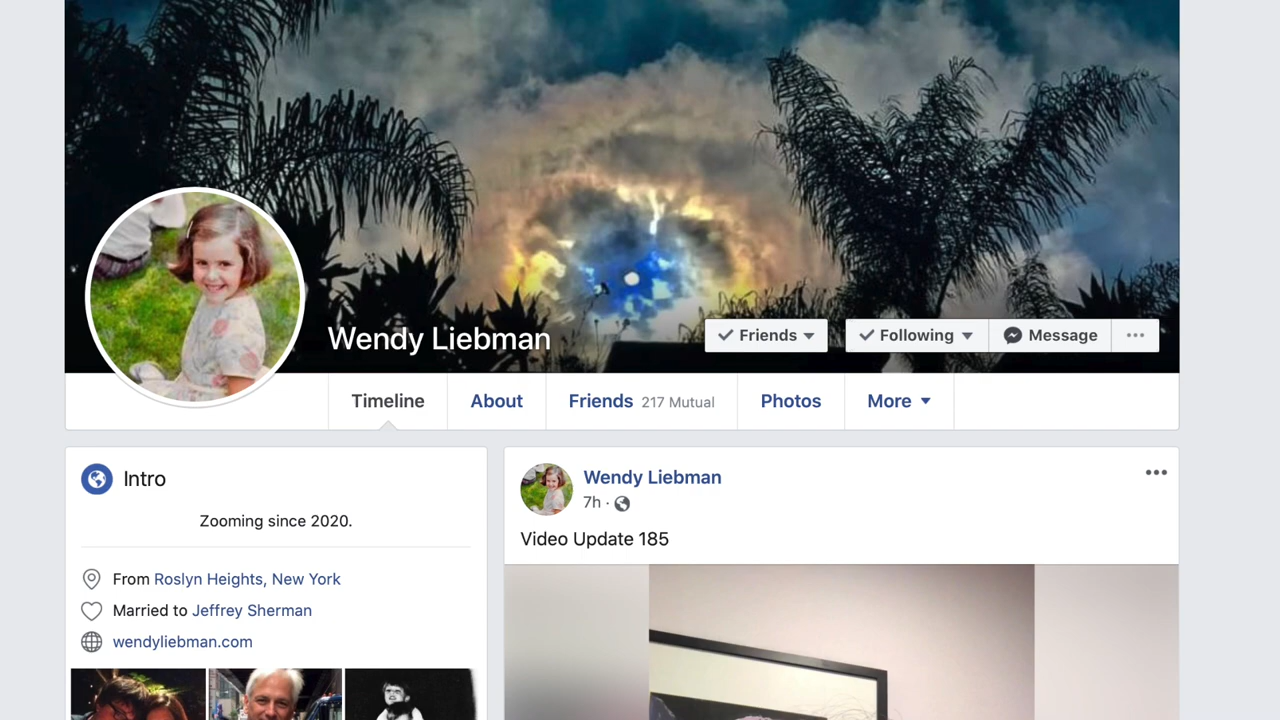 Wendy Liebman
Friends
Following
Message
Timeline
About
Friends 217 Mutual
Photos
More
Intro
Zooming since 2020.
From Roslyn Heights, New York
Married to Jeffrey Sherman
wendyliebman.com
Wendy Liebman
7h ·
Video Update 185